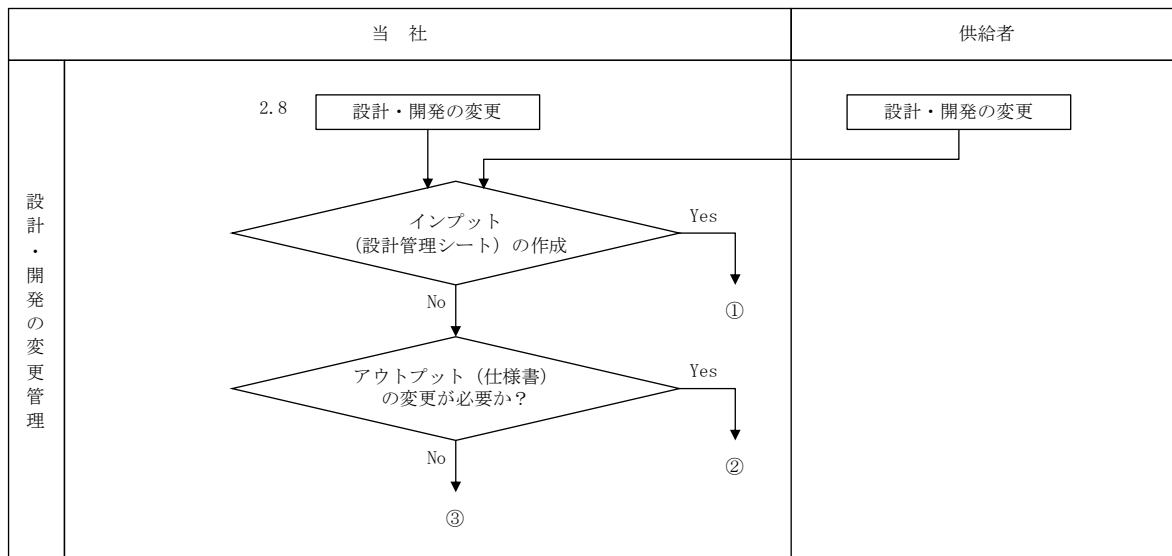 当　社
供給者
設計・開発の変更管理
2.8
設計・開発の変更
設計・開発の変更
インプット
（設計管理シート）の作成
Yes
①
No
アウトプット（仕様書）
の変更が必要か？
Yes
②
No
③